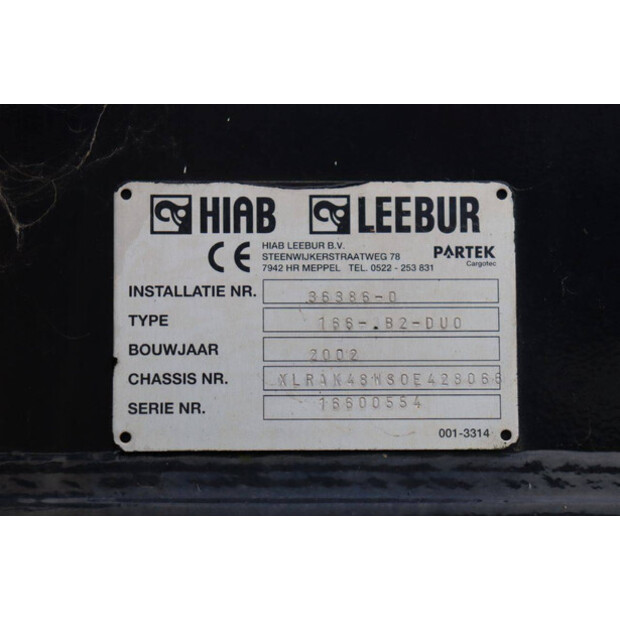 HIAB LEEBUR
CE
HIAB LEEBUR B.V.
STEENWIJKERSTRAATWEG 78
7942 HR MEPPEL TEL. 0522 - 253 831
PARTEK
Cargotec
INSTALLATIE NR. 36386-0
TYPE 166-.B2-DUO
BOUWJAAR 2002
CHASSIS NR.
SERIE NR. 16600554
001-3314